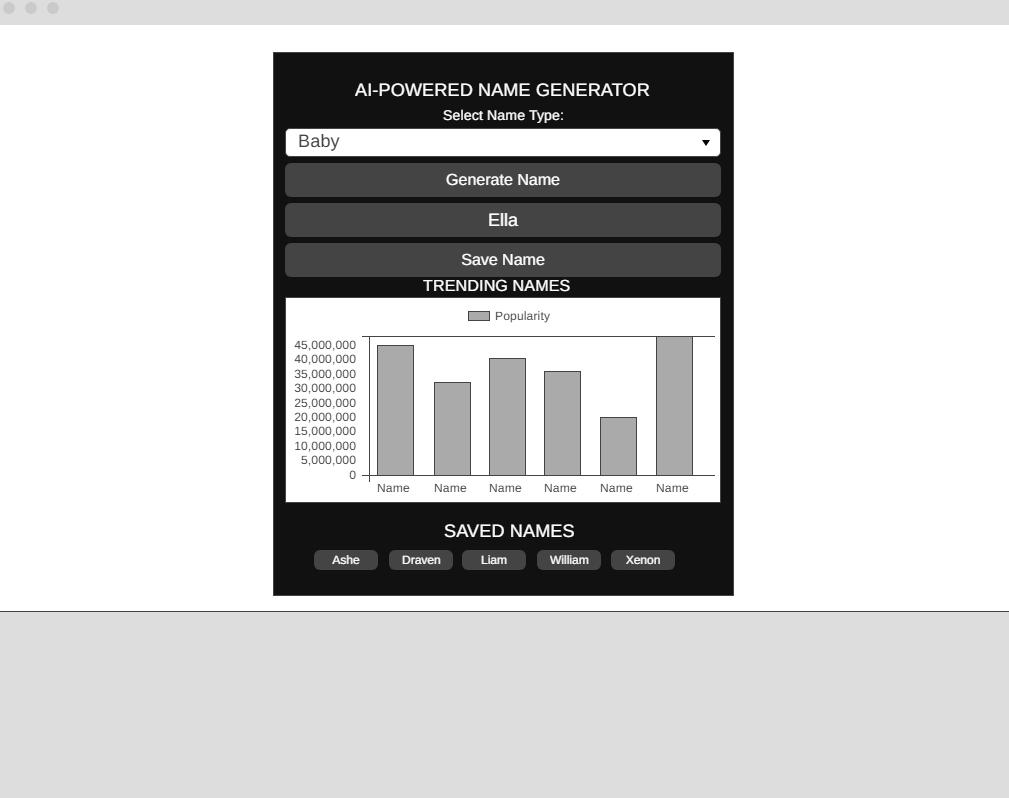 AI-POWERED NAME GENERATOR
Select Name Type:
Baby
Generate Name
Ella
Save Name
TRENDING NAMES
Popularity
45,000,000
40,000,000
35,000,000
30,000,000
25,000,000
20,000,000
15,000,000
10,000,000
5,000,000
0
Name Name Name Name Name Name
SAVED NAMES
Ashe Draven Liam William Xenon